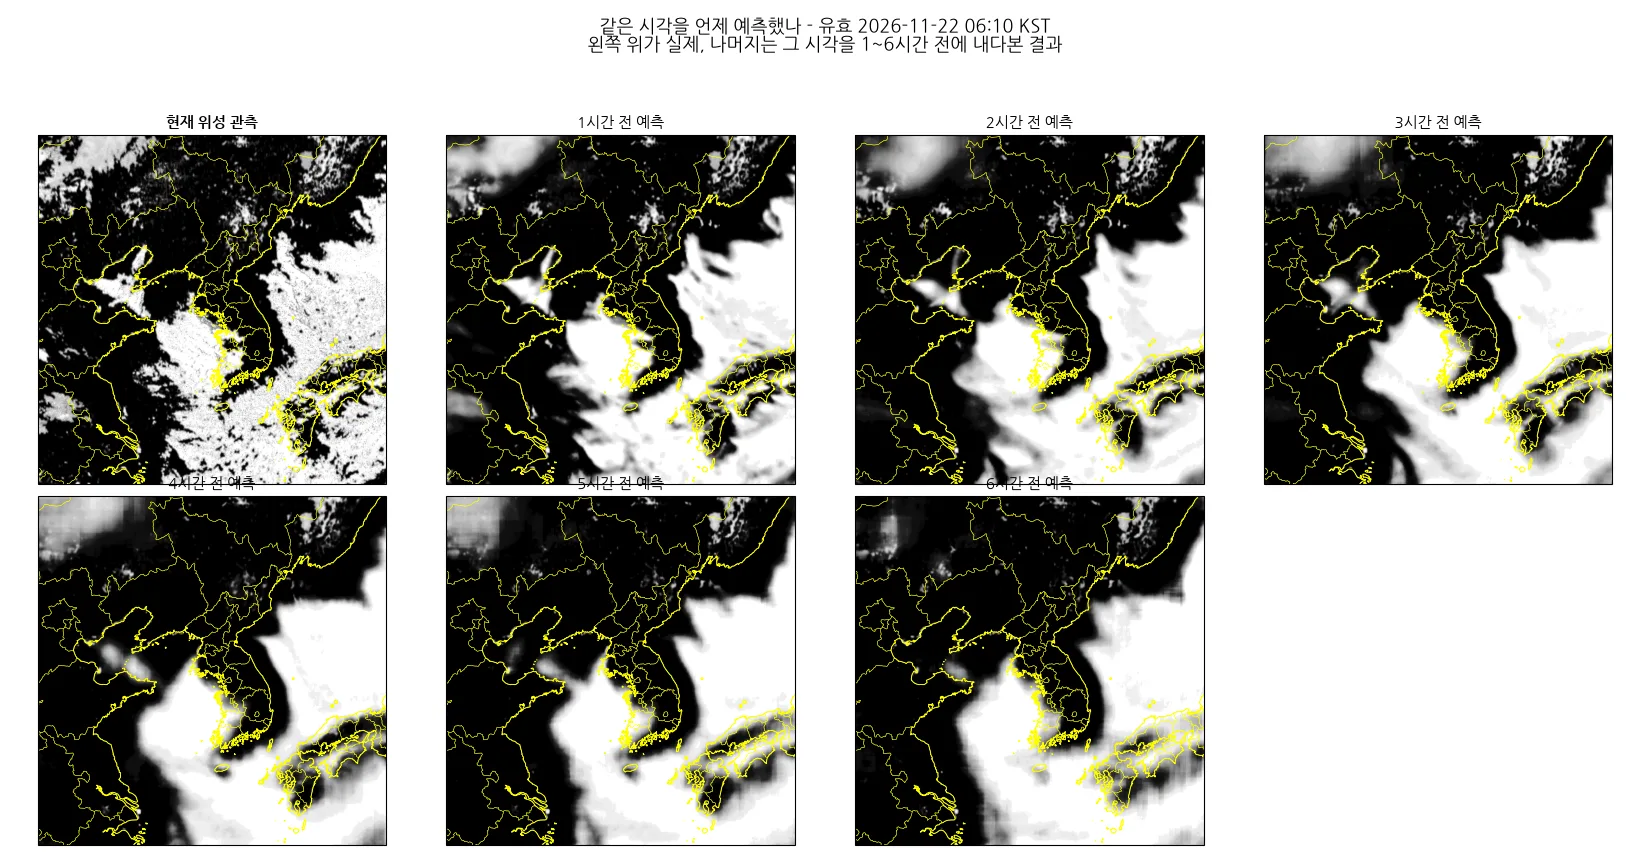 같은 시각을 언제 예측했나 - 유효 2026-11-22 06:10 KST
왼쪽 위가 실제, 나머지는 그 시각을 1~6시간 전에 내다본 결과
현재 위성 관측
1시간 전 예측
2시간 전 예측
3시간 전 예측
4시간 전 예측
5시간 전 예측
6시간 전 예측